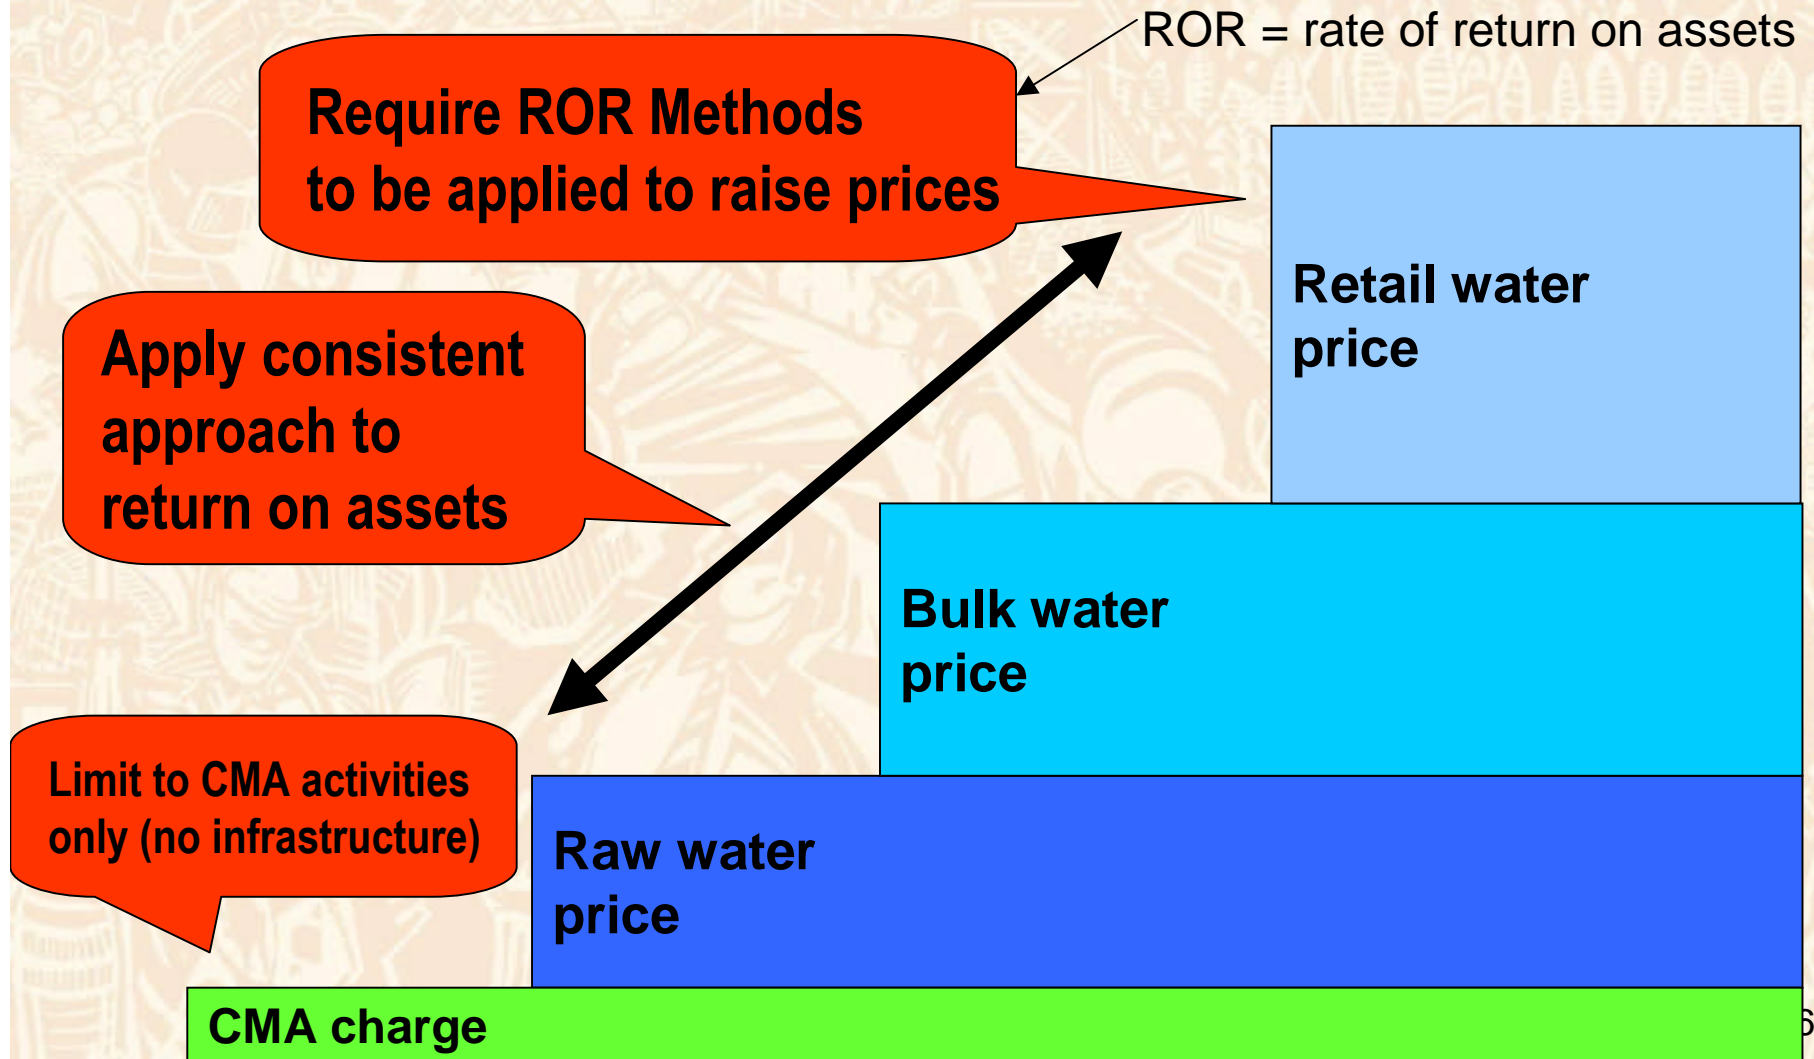 ROR = rate of return on assets
Require ROR Methods
to be applied to raise prices
Retail water
price
Apply consistent
approach to
return on assets
Bulk water
price
Limit to CMA activities
only (no infrastructure)
Raw water
price
CMA charge
6